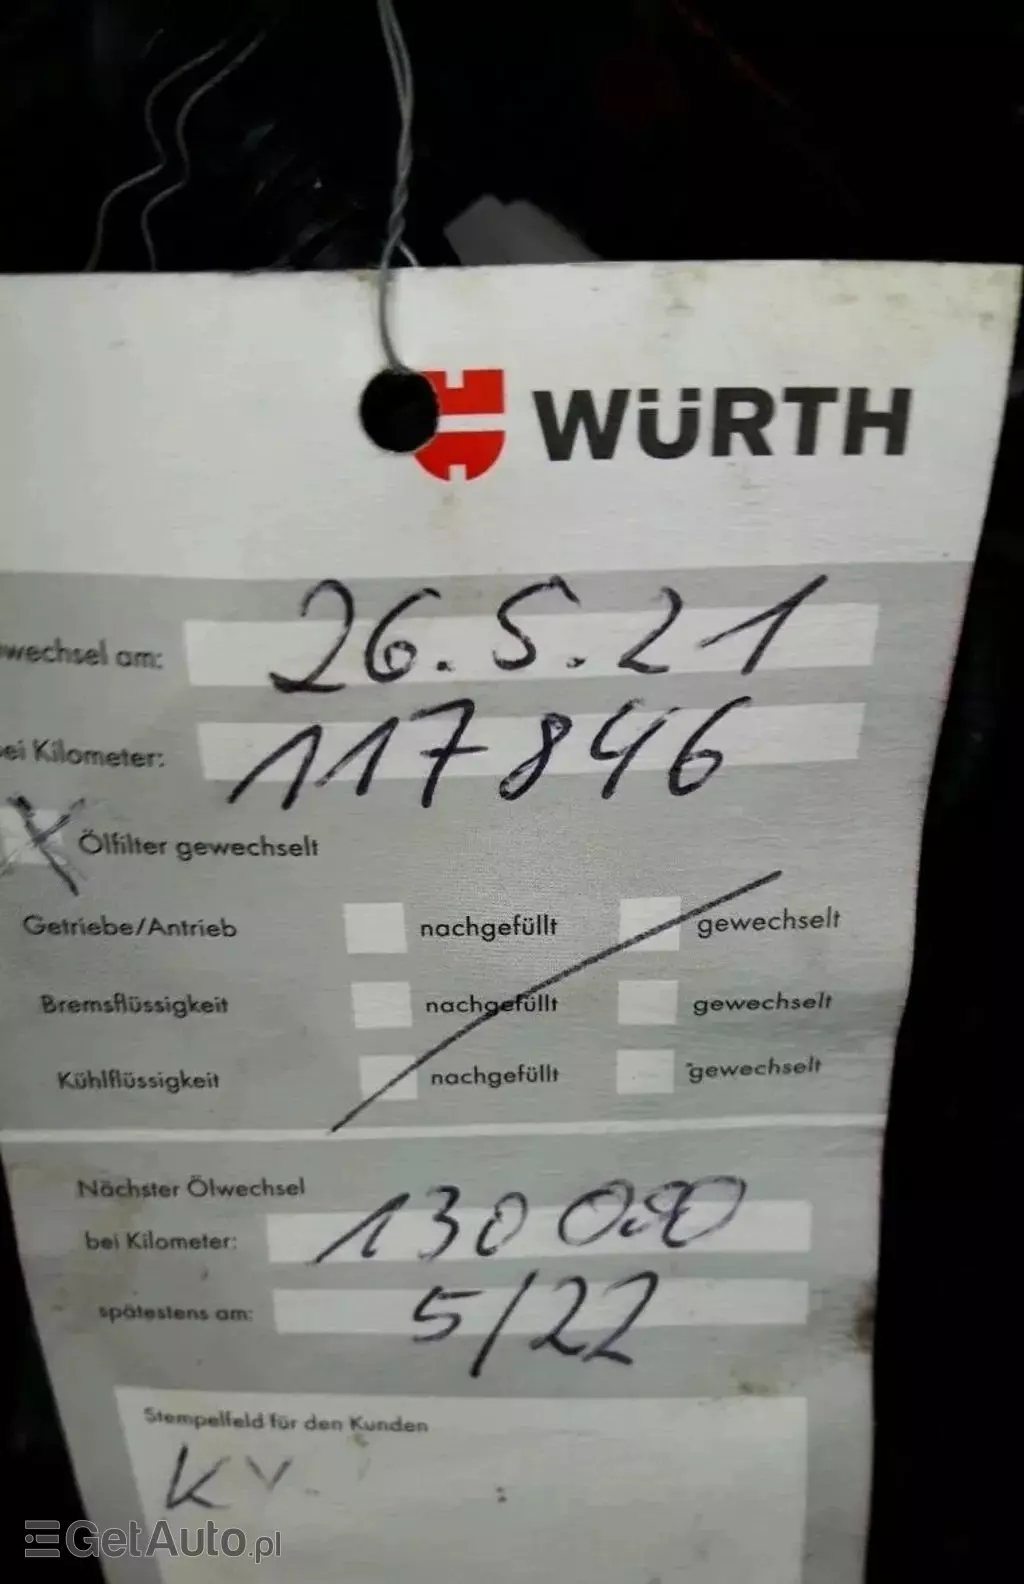 WÜRTH
wechsel am: 26.5.21
ei Kilometer: 117846
X Ölfilter gewechselt
Getriebe/Antrieb nachgefüllt gewechselt
Bremsflüssigkeit nachgefüllt gewechselt
Kühlflüssigkeit nachgefüllt gewechselt
Nächster Ölwechsel
bei Kilometer: 130000
spätestens am: 5/22
Stempelfeld für den Kunden
GetAuto.pl